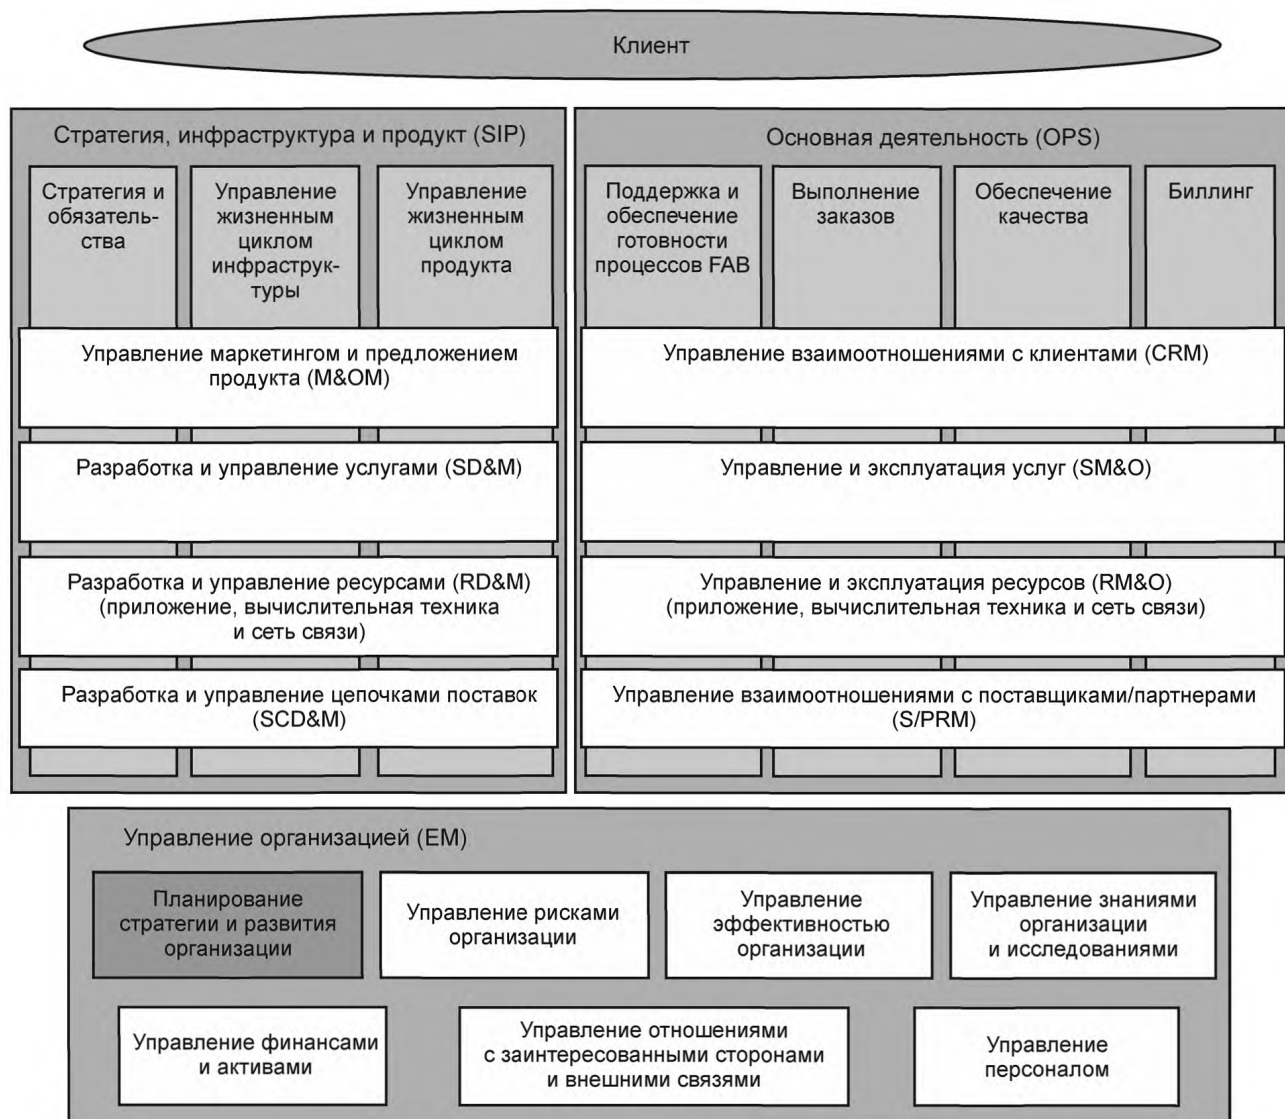 Клиент
Стратегия, инфраструктура и продукт (SIP)
Стратегия и
обязатель-
ства
Управление
жизненным
циклом
инфраструк-
туры
Управление
жизненным
циклом
продукта
Управление маркетингом и предложением
продукта (M&OM)
Разработка и управление услугами (SD&M)
Разработка и управление ресурсами (RD&M)
(приложение, вычислительная техника
и сеть связи)
Разработка и управление цепочками поставок
(SCD&M)
Основная деятельность (OPS)
Поддержка и
обеспечение
готовности
процессов FAB
Выполнение
заказов
Обеспечение
качества
Биллинг
Управление взаимоотношениями с клиентами (CRM)
Управление и эксплуатация услуг (SM&O)
Управление и эксплуатация ресурсов (RM&O)
(приложение, вычислительная техника и сеть связи)
Управление взаимоотношениями с поставщиками/партнерами
(S/PRM)
Управление организацией (EM)
Планирование
стратегии и развития
организации
Управление рисками
организации
Управление
эффективностью
организации
Управление знаниями
организации
и исследованиями
Управление финансами
и активами
Управление отношениями
с заинтересованными сторонами
и внешними связями
Управление
персоналом